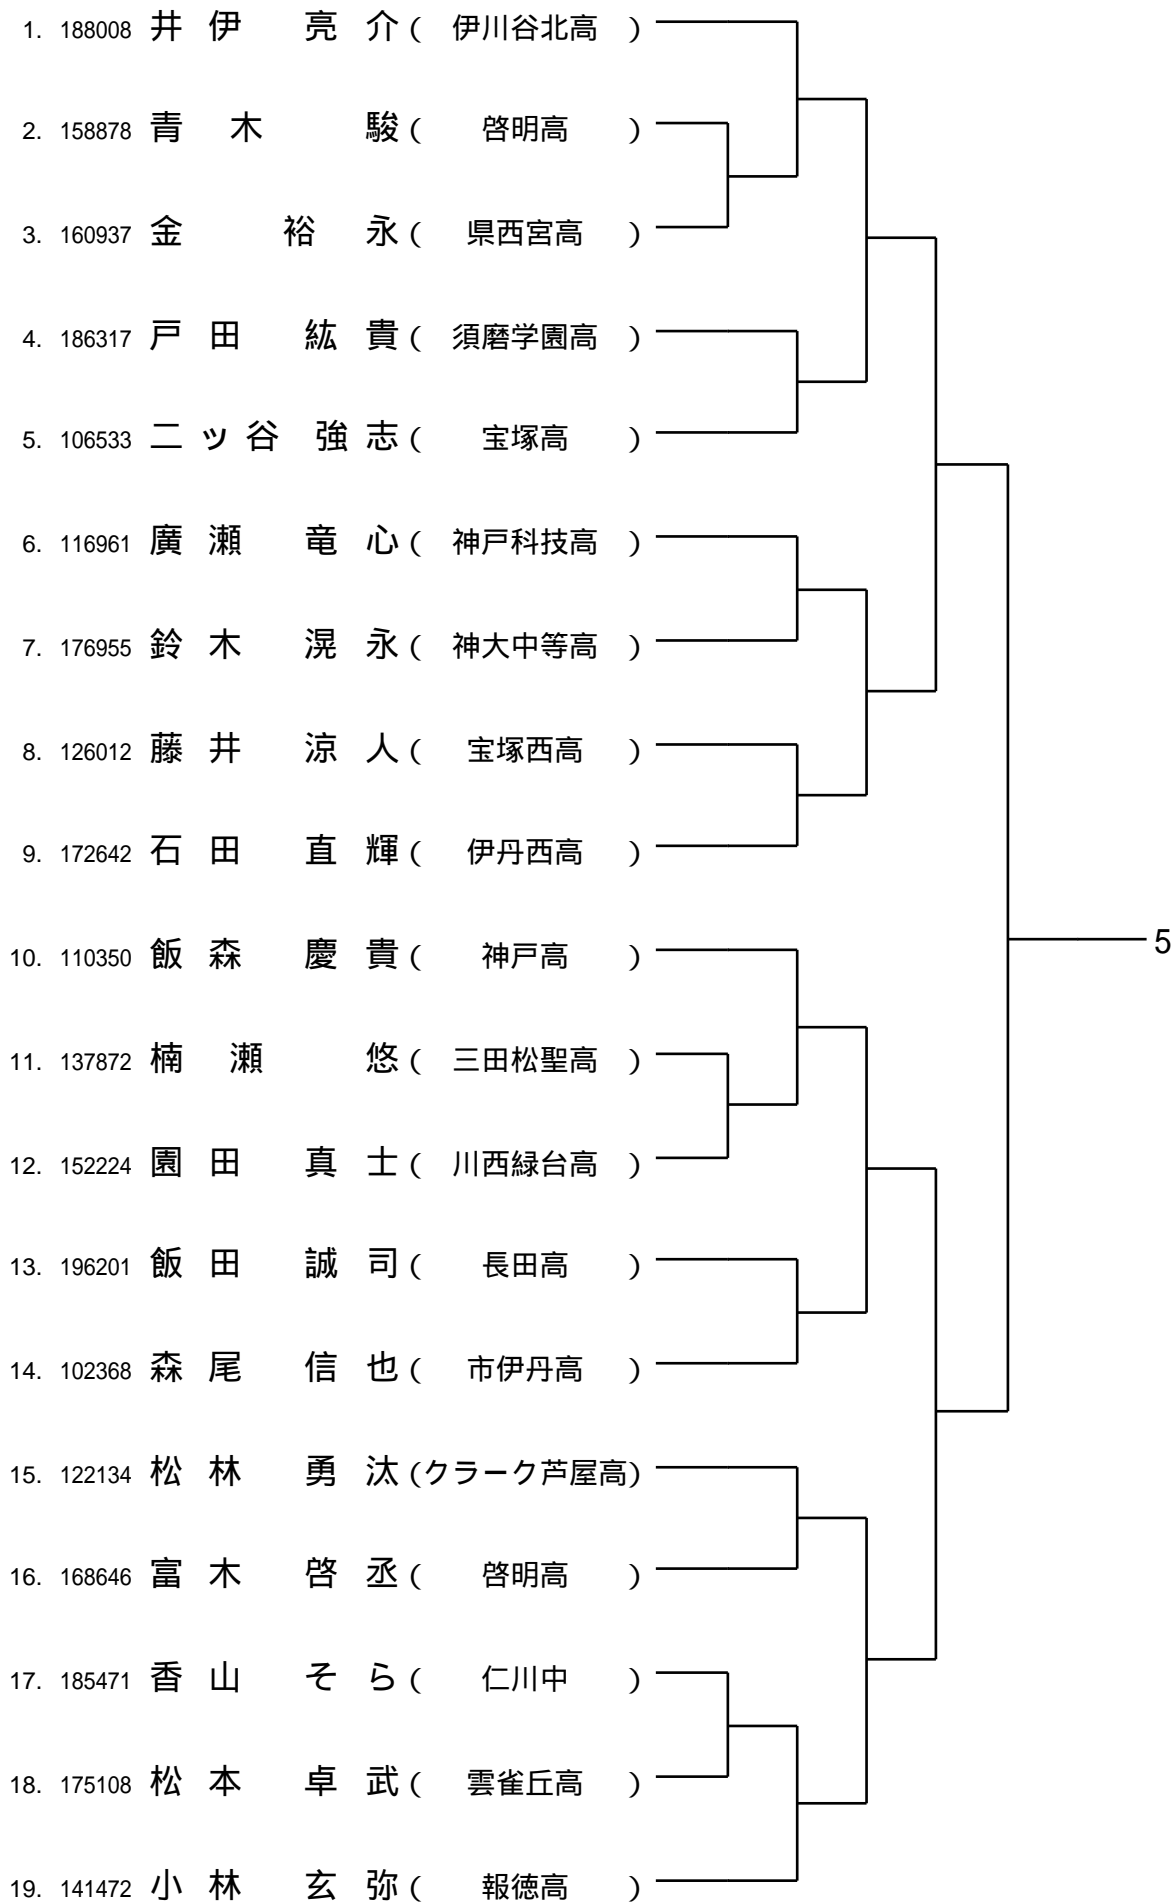 1. 188008 井伊 亮介 ( 伊川谷北高 )
2. 158878 青木 駿 ( 啓明高 )
3. 160937 金 裕永 ( 県西宮高 )
4. 186317 戸田 紘貴 ( 須磨学園高 )
5. 106533 二ッ谷 強志 ( 宝塚高 )
6. 116961 廣瀬 竜心 ( 神戸科技高 )
7. 176955 鈴木 滉永 ( 神大中等高 )
8. 126012 藤井 涼人 ( 宝塚西高 )
9. 172642 石田 直輝 ( 伊丹西高 )
10. 110350 飯森 慶貴 ( 神戸高 )
5
11. 137872 楠瀬 悠 ( 三田松聖高 )
12. 152224 園田 真士 ( 川西緑台高 )
13. 196201 飯田 誠司 ( 長田高 )
14. 102368 森尾 信也 ( 市伊丹高 )
15. 122134 松林 勇汰 (クラーク芦屋高)
16. 168646 富木 啓丞 ( 啓明高 )
17. 185471 香山 そら ( 仁川中 )
18. 175108 松本 卓武 ( 雲雀丘高 )
19. 141472 小林 玄弥 ( 報徳高 )